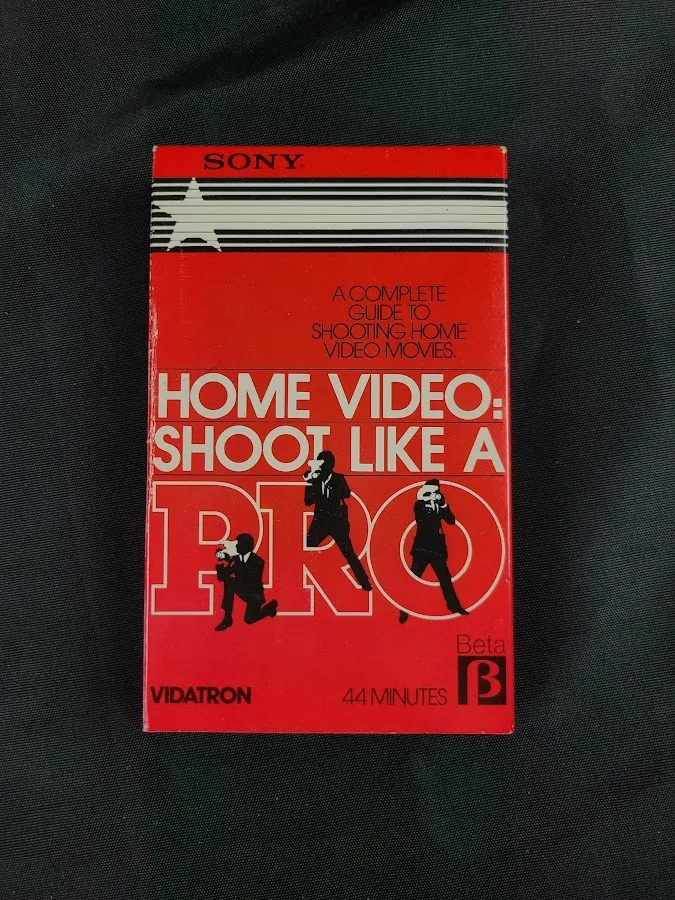 SONY
A COMPLETE
GUIDE TO
SHOOTING HOME
VIDEO MOVIES.
HOME VIDEO:
SHOOT LIKE A
PRO
Beta
β
VIDATRON
44 MINUTES